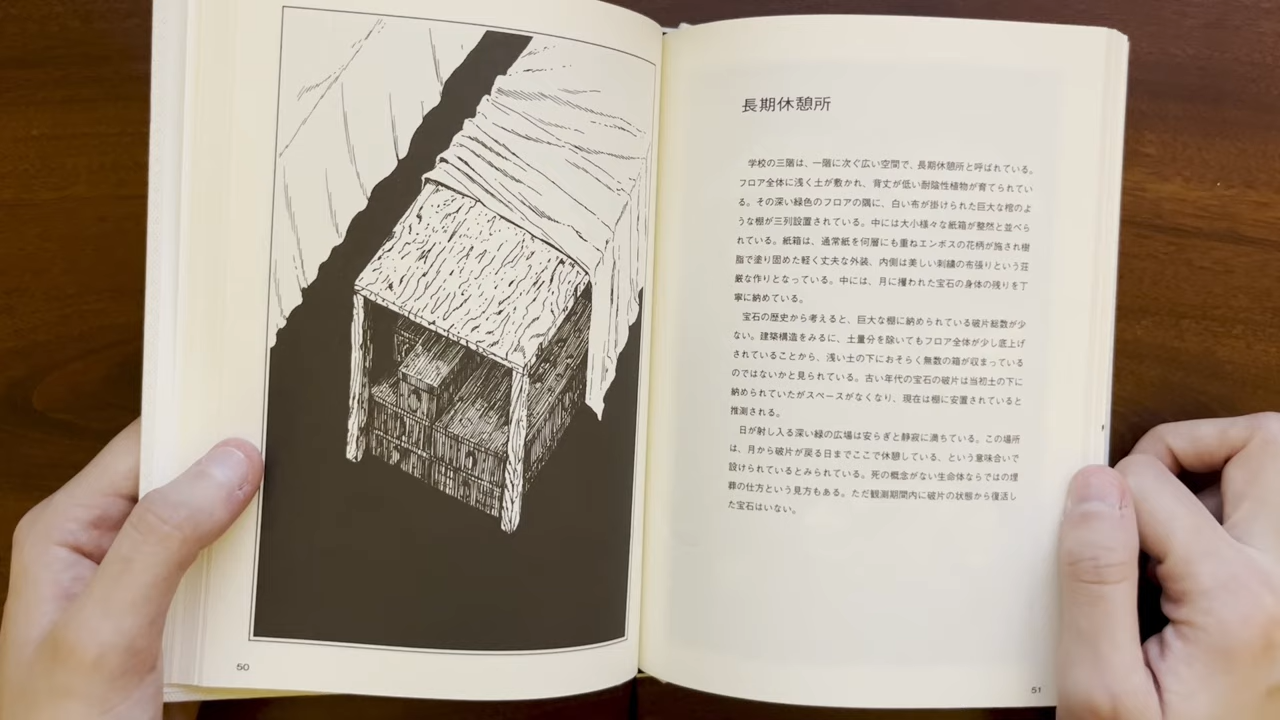 長期休憩所
学校の三階は、一階に次ぐ広い空間で、長期休憩所と呼ばれている。
フロア全体に浅く土が敷かれ、背丈が低い耐陰性植物が育てられてい
る。その深い緑色のフロアの隅に、白い布が掛けられた巨大な棺のよ
うな棚が三列設置されている。中には大小様々な紙箱が整然と並べら
れている。紙箱は、通常紙を何層にも重ねエンボスの花柄が施され樹
脂で塗り固めた軽く丈夫な外装、内側は美しい刺繍の布張りという荘
厳な作りとなっている。中には、月に攫われた宝石の身体の残りを丁
寧に納めている。
宝石の歴史から考えると、巨大な棚に納められている破片総数が少
ない。建築構造をみるに、土量分を除いてもフロア全体が少し底上げ
されていることから、浅い土の下におそらく無数の箱が収まっている
のではないかと見られている。古い年代の宝石の破片は当初土の下に
納められていたがスペースがなくなり、現在は棚に安置されていると
推測される。
日が射し入る深い緑の広場は安らぎと静寂に満ちている。この場所
は、月から破片が戻る日までここで休憩している、という意味合いで
設けられているとみられている。死の概念がない生命体ならではの埋
葬の仕方という見方もある。ただ観測期間内に破片の状態から復活し
た宝石はいない。
50
51